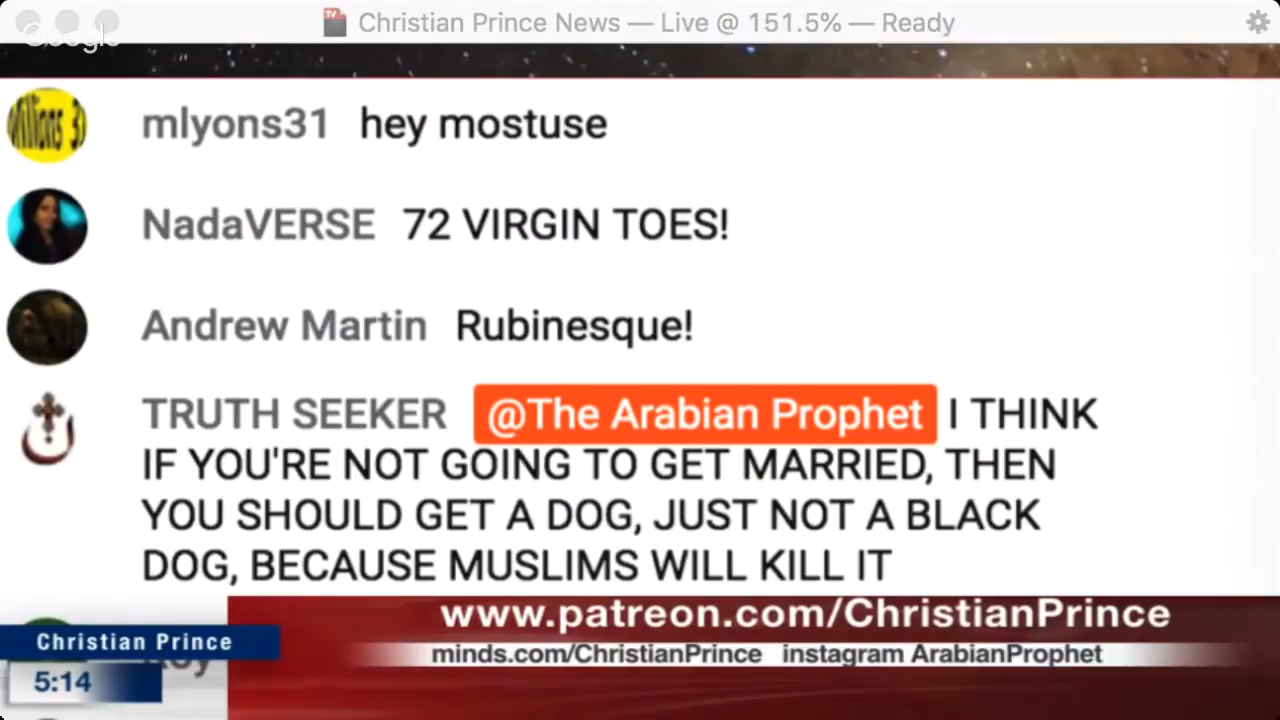 Christian Prince News — Live @ 151.5% — Ready
Google
Millions 31
mlyons31 hey mostuse
NadaVERSE 72 VIRGIN TOES!
Andrew Martin Rubinesque!
TRUTH SEEKER @The Arabian Prophet I THINK
IF YOU'RE NOT GOING TO GET MARRIED, THEN
YOU SHOULD GET A DOG, JUST NOT A BLACK
DOG, BECAUSE MUSLIMS WILL KILL IT
www.patreon.com/ChristianPrince
Christian Prince
minds.com/ChristianPrince instagram ArabianProphet
5:14